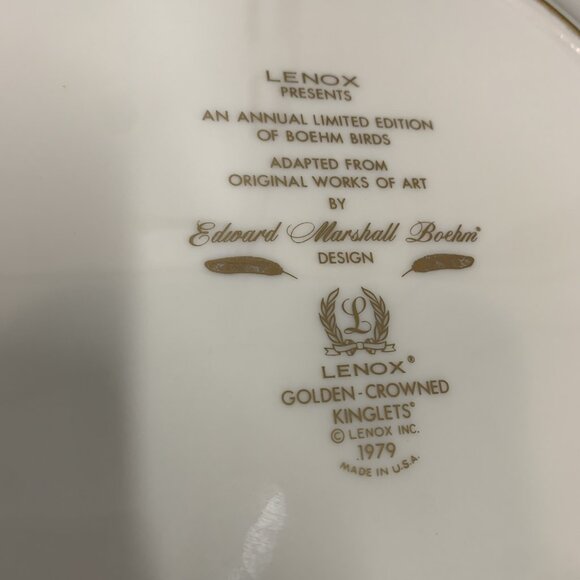 LENOX
PRESENTS
AN ANNUAL LIMITED EDITION
OF BOEHM BIRDS
ADAPTED FROM
ORIGINAL WORKS OF ART
BY
Edward Marshall Boehm®
DESIGN
L
LENOX®
GOLDEN-CROWNED
KINGLETS©
© LENOX INC.
1979
MADE IN U.S.A.